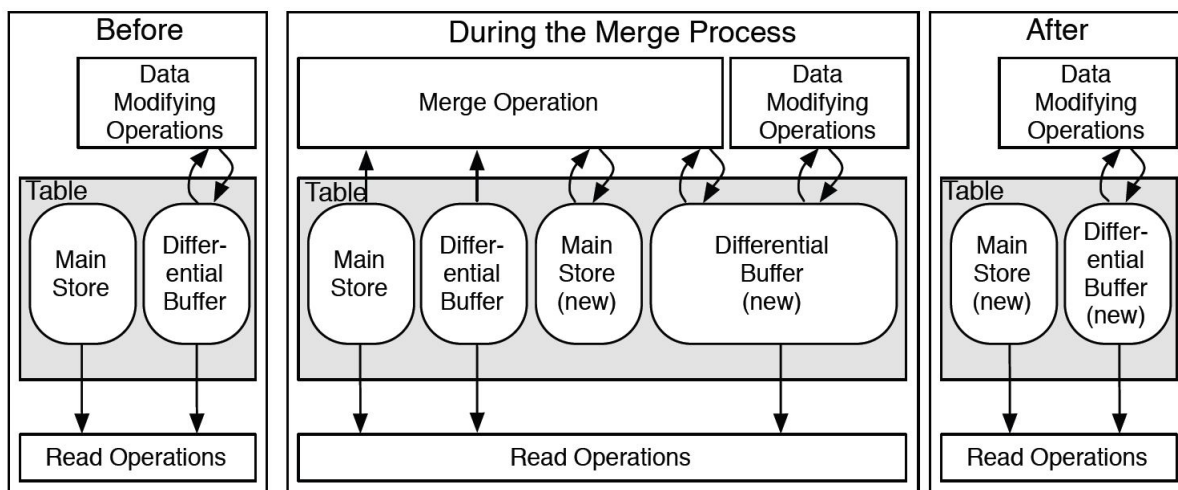 Before
Data
Modifying
Operations
Table
Main
Store
Differ-
ential
Buffer
Read Operations
During the Merge Process
Merge Operation
Data
Modifying
Operations
Table
Main
Store
Differ-
ential
Buffer
Main
Store
(new)
Differential
Buffer
(new)
Read Operations
After
Data
Modifying
Operations
Table
Main
Store
(new)
Differ-
ential
Buffer
(new)
Read Operations